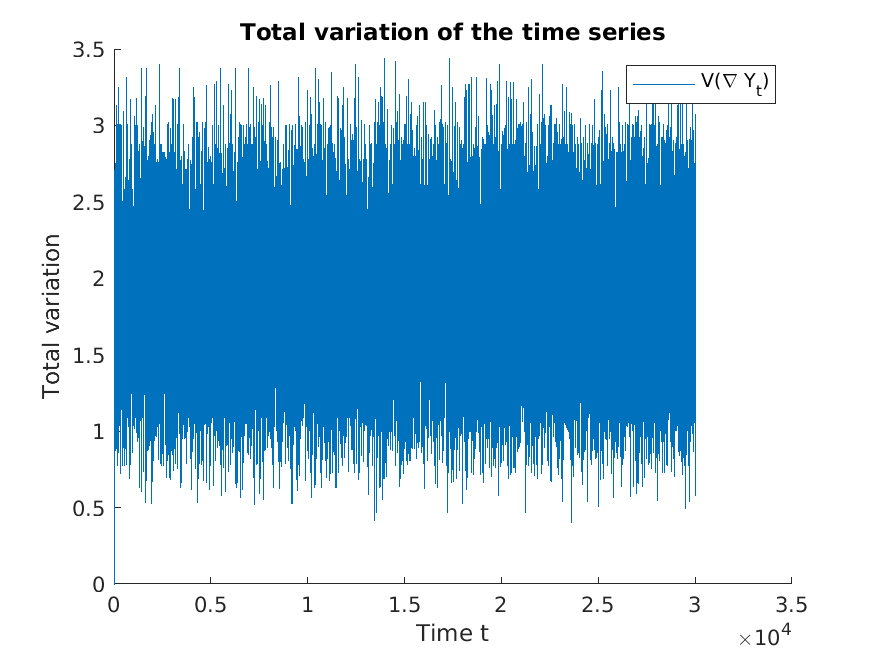 Total variation of the time series
V(∇ Y_t)
Total variation
3.5
3
2.5
2
1.5
1
0.5
0
0 0.5 1 1.5 2 2.5 3 3.5
×10^4
Time t